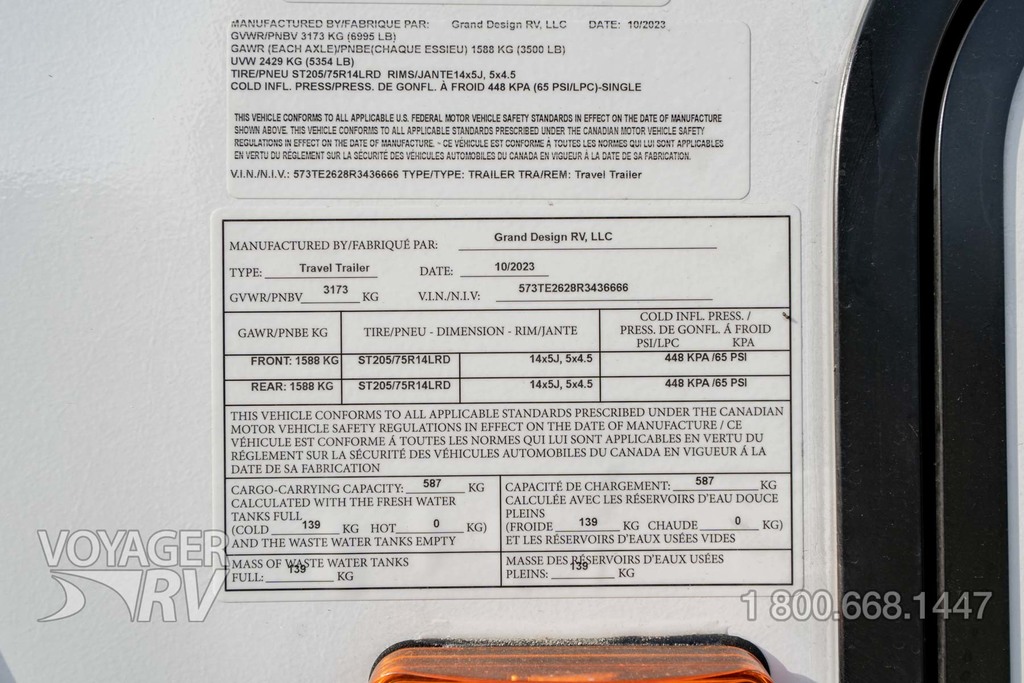 MANUFACTURED BY/FABRIQUE PAR: Grand Design RV, LLC DATE: 10/2023
GVWR/PNBV 3173 KG (6995 LB)
GAWR (EACH AXLE)/PNBE(CHAQUE ESSIEU) 1588 KG (3500 LB)
UVW 2429 KG (5354 LB)
TIRE/PNEU ST205/75R14LRD RIMS/JANTE14x5J, 5x4.5
COLD INFL. PRESS/PRESS. DE GONFL. À FROID 448 KPA (65 PSI/LPC)-SINGLE
THIS VEHICLE CONFORMS TO ALL APPLICABLE U.S. FEDERAL MOTOR VEHICLE SAFETY STANDARDS IN EFFECT ON THE DATE OF MANUFACTURE
SHOWN ABOVE. THIS VEHICLE CONFORMS TO ALL APPLICABLE STANDARDS PRESCRIBED UNDER THE CANADIAN MOTOR VEHICLE SAFETY
REGULATIONS IN EFFECT ON THE DATE OF MANUFACTURE. - CE VÉHICULE EST CONFORME A TOUTES LES NORMES QUI LUI SONT APPLICABLES
EN VERTU DU RÈGLEMENT SUR LA SÉCURITÉ DES VÉHICULES AUTOMOBILES DU CANADA EN VIGUEUR À LA DATE DE SA FABRICATION.
V.I.N./N.I.V.: 573TE2628R3436666 TYPE/TYPE: TRAILER TRA/REM: Travel Trailer
MANUFACTURED BY/FABRIQUÉ PAR: Grand Design RV, LLC
TYPE: Travel Trailer DATE: 10/2023
GVWR/PNBV 3173 KG V.I.N./N.I.V: 573TE2628R3436666
GAWR/PNBE KG TIRE/PNEU - DIMENSION - RIM/JANTE COLD INFL. PRESS. /
PRESS. DE GONFL. Á FROID
PSI/LPC KPA
FRONT: 1588 KG ST205/75R14LRD 14x5J, 5x4.5 448 KPA /65 PSI
REAR: 1588 KG ST205/75R14LRD 14x5J, 5x4.5 448 KPA /65 PSI
THIS VEHICLE CONFORMS TO ALL APPLICABLE STANDARDS PRESCRIBED UNDER THE CANADIAN
MOTOR VEHICLE SAFETY REGULATIONS IN EFFECT ON THE DATE OF MANUFACTURE / CE
VÉHICULE EST CONFORME Á TOUTES LES NORMES QUI LUI SONT APPLICABLES EN VERTU DU
RÉGLEMENT SUR LA SÉCURITÉ DES VÉHICULES AUTOMOBILES DU CANADA EN VIGUEUR Á LA
DATE DE SA FABRICATION
CARGO-CARRYING CAPACITY: 587 KG
CALCULATED WITH THE FRESH WATER
TANKS FULL
(COLD 139 KG HOT 0 KG)
AND THE WASTE WATER TANKS EMPTY
CAPACITÉ DE CHARGEMENT: 587 KG
CALCULÉE AVEC LES RÉSERVOIRS D'EAU DOUCE
PLEINS
(FROIDE 139 KG CHAUDE 0 KG)
ET LES RÉSERVOIRS D'EAUX USÉES VIDES
MASS OF WASTE WATER TANKS
FULL: 139 KG
MASSE DES RÉSERVOIRS D'EAUX USÉES
PLEINS: 139 KG
VOYAGER
RV
1 800.668.1447